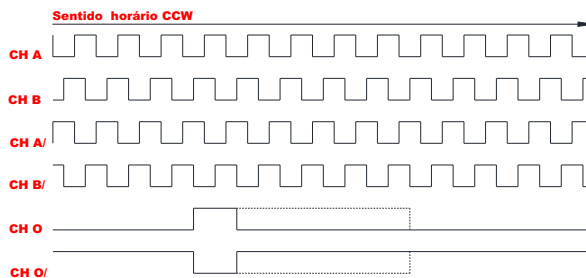 Sentido horário CCW
CH A
CH B
CH A/
CH B/
CH O
CH O/